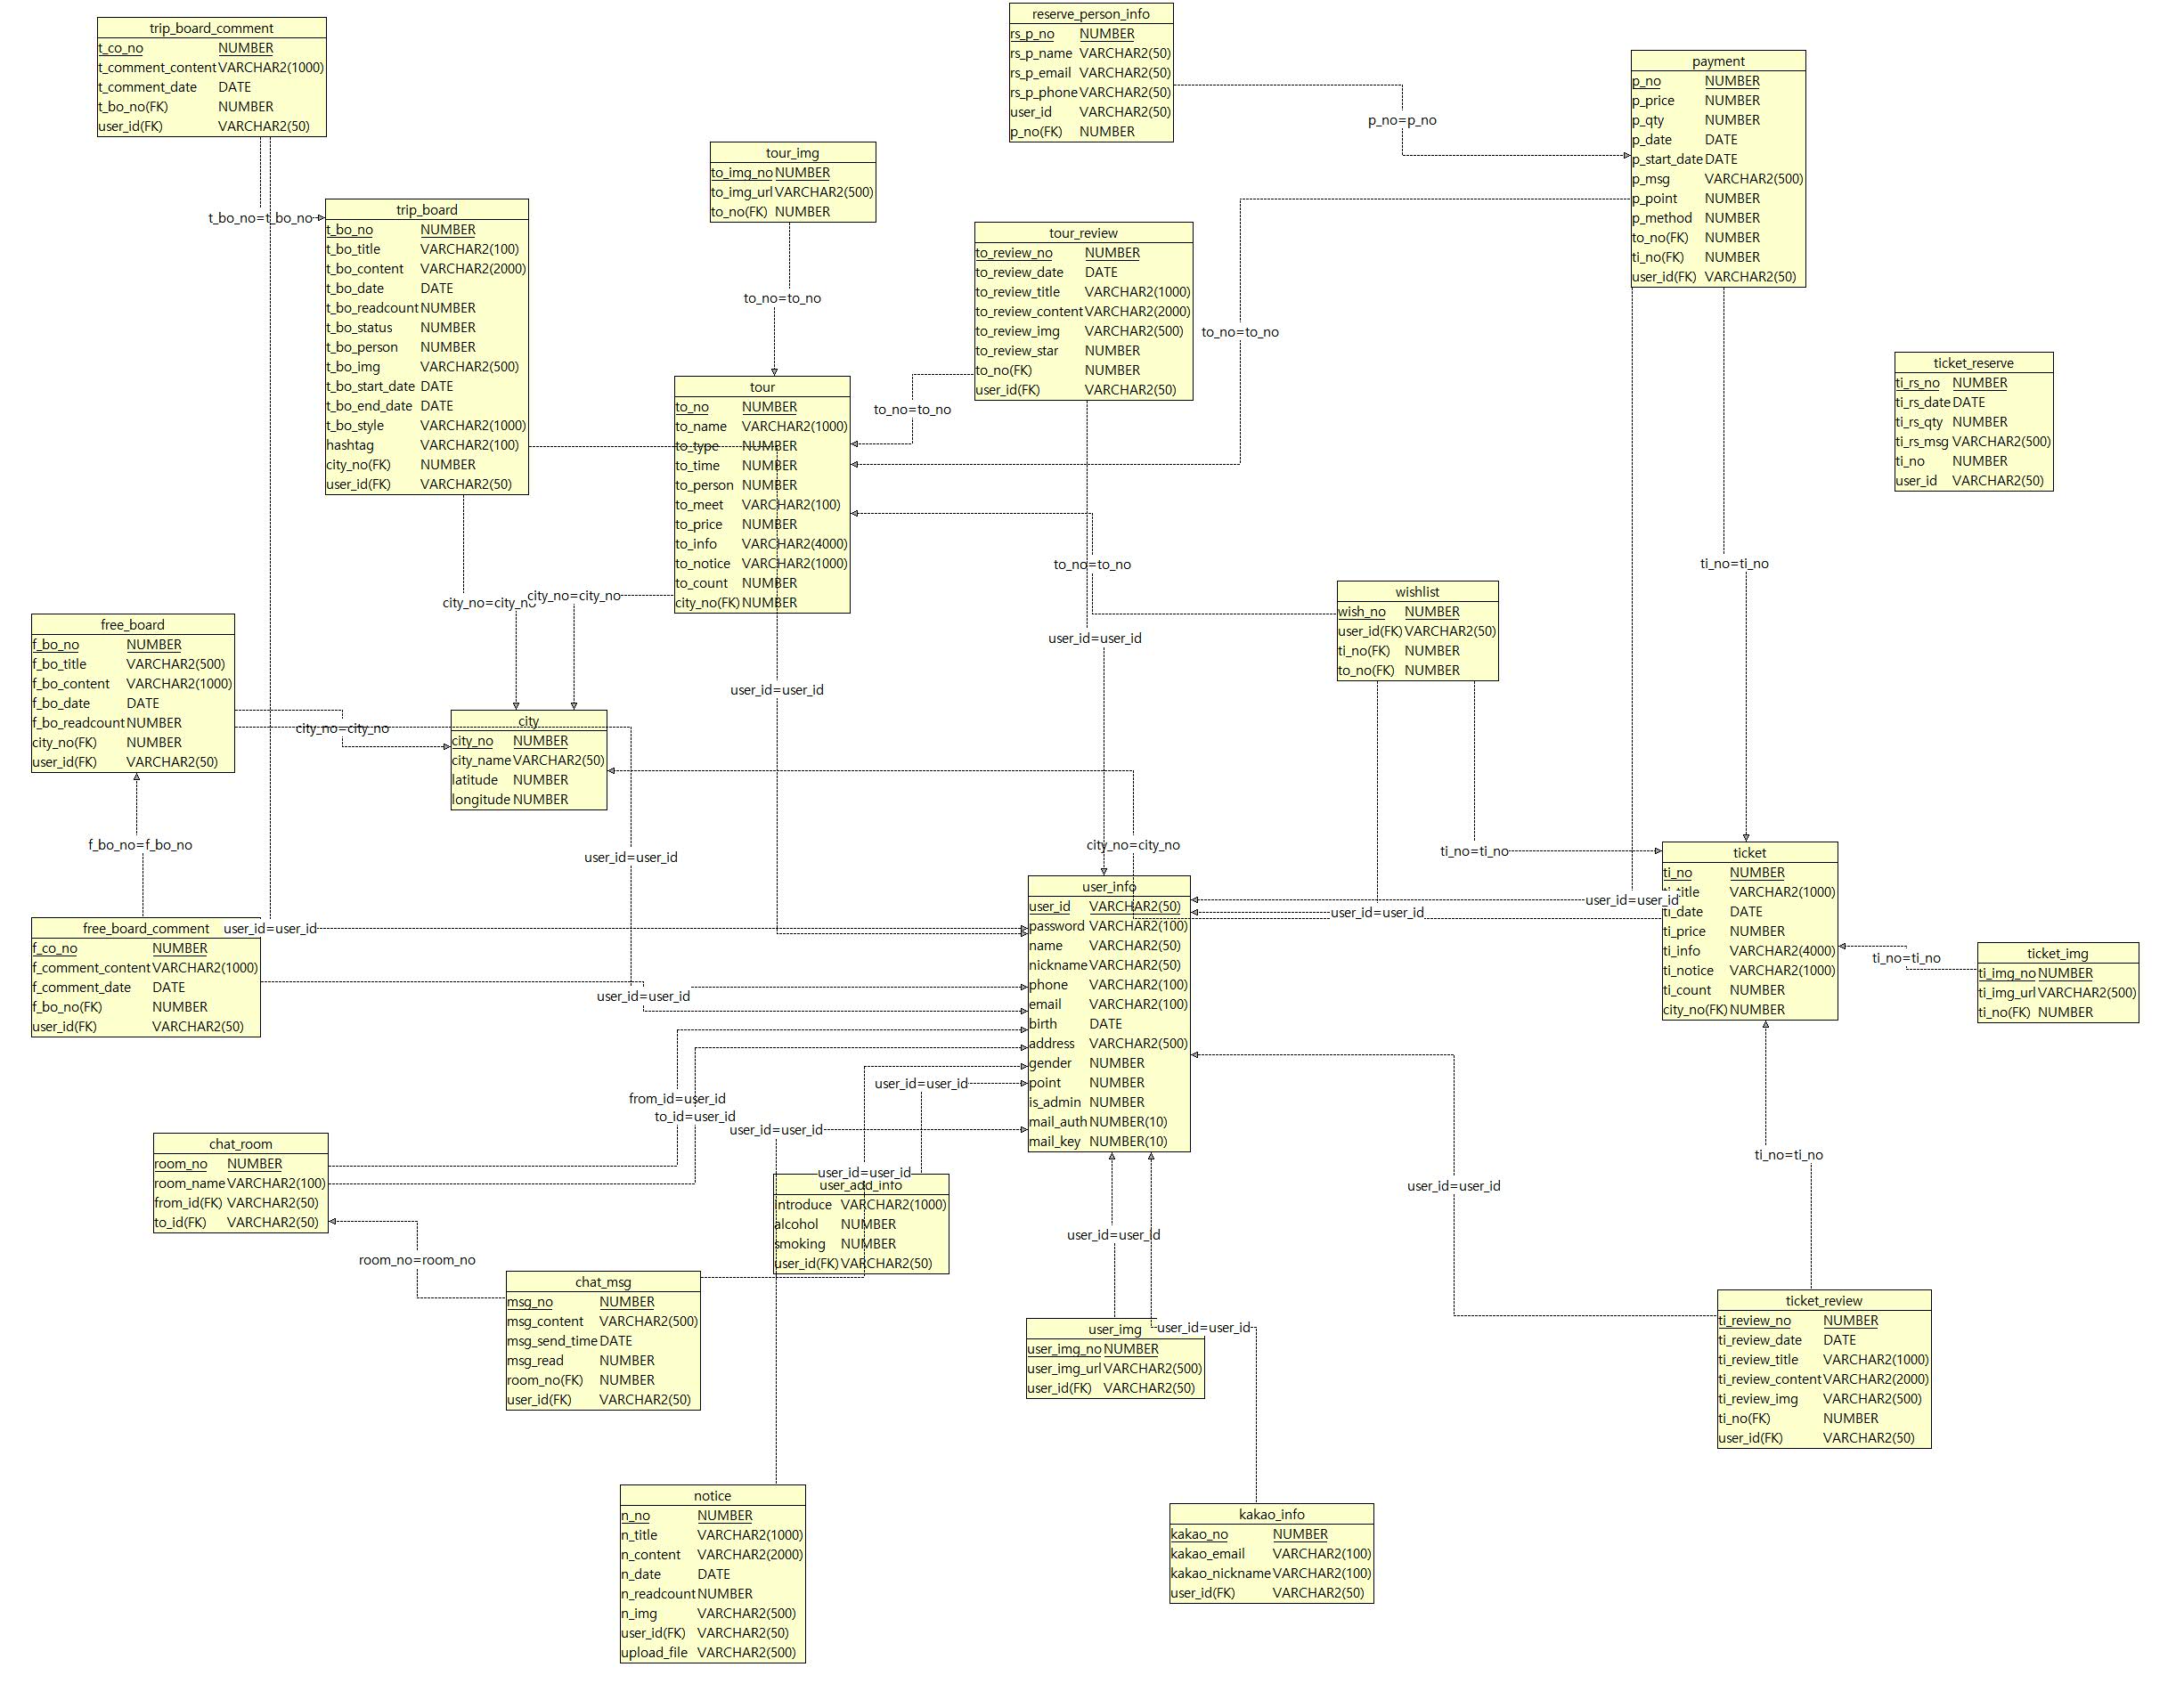 trip_board_comment
t_co_no NUMBER
t_comment_content VARCHAR2(1000)
t_comment_date DATE
t_bo_no(FK) NUMBER
user_id(FK) VARCHAR2(50)
reserve_person_info
rs_p_no NUMBER
rs_p_name VARCHAR2(50)
rs_p_email VARCHAR2(50)
rs_p_phone VARCHAR2(50)
user_id VARCHAR2(50)
p_no(FK) NUMBER
p_no=p_no
payment
p_no NUMBER
p_price NUMBER
p_qty NUMBER
p_date DATE
p_start_date DATE
p_msg VARCHAR2(500)
p_point NUMBER
p_method NUMBER
to_no(FK) NUMBER
ti_no(FK) NUMBER
user_id(FK) VARCHAR2(50)
tour_img
to_img_no NUMBER
to_img_url VARCHAR2(500)
to_no(FK) NUMBER
t_bo_no=t_bo_no
trip_board
t_bo_no NUMBER
t_bo_title VARCHAR2(100)
t_bo_content VARCHAR2(2000)
t_bo_date DATE
t_bo_readcount NUMBER
t_bo_status NUMBER
t_bo_person NUMBER
t_bo_img VARCHAR2(500)
t_bo_start_date DATE
t_bo_end_date DATE
t_bo_style VARCHAR2(1000)
hashtag VARCHAR2(100)
city_no(FK) NUMBER
user_id(FK) VARCHAR2(50)
to_no=to_no
tour_review
to_review_no NUMBER
to_review_date DATE
to_review_title VARCHAR2(1000)
to_review_content VARCHAR2(2000)
to_review_img VARCHAR2(500)
to_review_star NUMBER
to_no(FK) NUMBER
user_id(FK) VARCHAR2(50)
to_no=to_no
to_no=to_no
ticket_reserve
ti_rs_no NUMBER
ti_rs_date DATE
ti_rs_qty NUMBER
ti_rs_msg VARCHAR2(500)
ti_no NUMBER
user_id VARCHAR2(50)
tour
to_no NUMBER
to_name VARCHAR2(1000)
to_type NUMBER
to_time NUMBER
to_person NUMBER
to_meet VARCHAR2(100)
to_price NUMBER
to_info VARCHAR2(4000)
to_notice VARCHAR2(1000)
to_count NUMBER
city_no(FK) NUMBER
to_no=to_no
ti_no=ti_no
city_no=city_no
city_no=city_no
user_id=user_id
wishlist
wish_no NUMBER
user_id(FK) VARCHAR2(50)
ti_no(FK) NUMBER
to_no(FK) NUMBER
free_board
f_bo_no NUMBER
f_bo_title VARCHAR2(500)
f_bo_content VARCHAR2(1000)
f_bo_date DATE
f_bo_readcount NUMBER
city_no(FK) NUMBER
user_id(FK) VARCHAR2(50)
user_id=user_id
city_no=city_no
city
city_no NUMBER
city_name VARCHAR2(50)
latitude NUMBER
longitude NUMBER
f_bo_no=f_bo_no
user_id=user_id
city_no=city_no
ti_no=ti_no
ticket
ti_no NUMBER
ti_title VARCHAR2(1000)
ti_date DATE
ti_price NUMBER
ti_info VARCHAR2(4000)
ti_notice VARCHAR2(1000)
ti_count NUMBER
city_no(FK) NUMBER
user_info
user_id VARCHAR2(50)
password VARCHAR2(100)
name VARCHAR2(50)
nickname VARCHAR2(50)
phone VARCHAR2(100)
email VARCHAR2(100)
birth DATE
address VARCHAR2(500)
gender NUMBER
point NUMBER
is_admin NUMBER
mail_auth NUMBER(10)
mail_key NUMBER(10)
user_id=user_id
user_id=user_id
free_board_comment
f_co_no NUMBER
f_comment_content VARCHAR2(1000)
f_comment_date DATE
f_bo_no(FK) NUMBER
user_id(FK) VARCHAR2(50)
user_id=user_id
user_id=user_id
ti_no=ti_no
ticket_img
ti_img_no NUMBER
ti_img_url VARCHAR2(500)
ti_no(FK) NUMBER
user_id=user_id
from_id=user_id
to_id=user_id
user_id=user_id
chat_room
room_no NUMBER
room_name VARCHAR2(100)
from_id(FK) VARCHAR2(50)
to_id(FK) VARCHAR2(50)
user_id=user_id
user_add_info
introduce VARCHAR2(1000)
alcohol NUMBER
smoking NUMBER
user_id(FK) VARCHAR2(50)
ti_no=ti_no
user_id=user_id
user_id=user_id
room_no=room_no
chat_msg
msg_no NUMBER
msg_content VARCHAR2(500)
msg_send_time DATE
msg_read NUMBER
room_no(FK) NUMBER
user_id(FK) VARCHAR2(50)
user_id=user_id
user_img
user_img_no NUMBER
user_img_url VARCHAR2(500)
user_id(FK) VARCHAR2(50)
ticket_review
ti_review_no NUMBER
ti_review_date DATE
ti_review_title VARCHAR2(1000)
ti_review_content VARCHAR2(2000)
ti_review_img VARCHAR2(500)
ti_no(FK) NUMBER
user_id(FK) VARCHAR2(50)
notice
n_no NUMBER
n_title VARCHAR2(1000)
n_content VARCHAR2(2000)
n_date DATE
n_readcount NUMBER
n_img VARCHAR2(500)
user_id(FK) VARCHAR2(50)
upload_file VARCHAR2(500)
kakao_info
kakao_no NUMBER
kakao_email VARCHAR2(100)
kakao_nickname VARCHAR2(100)
user_id(FK) VARCHAR2(50)